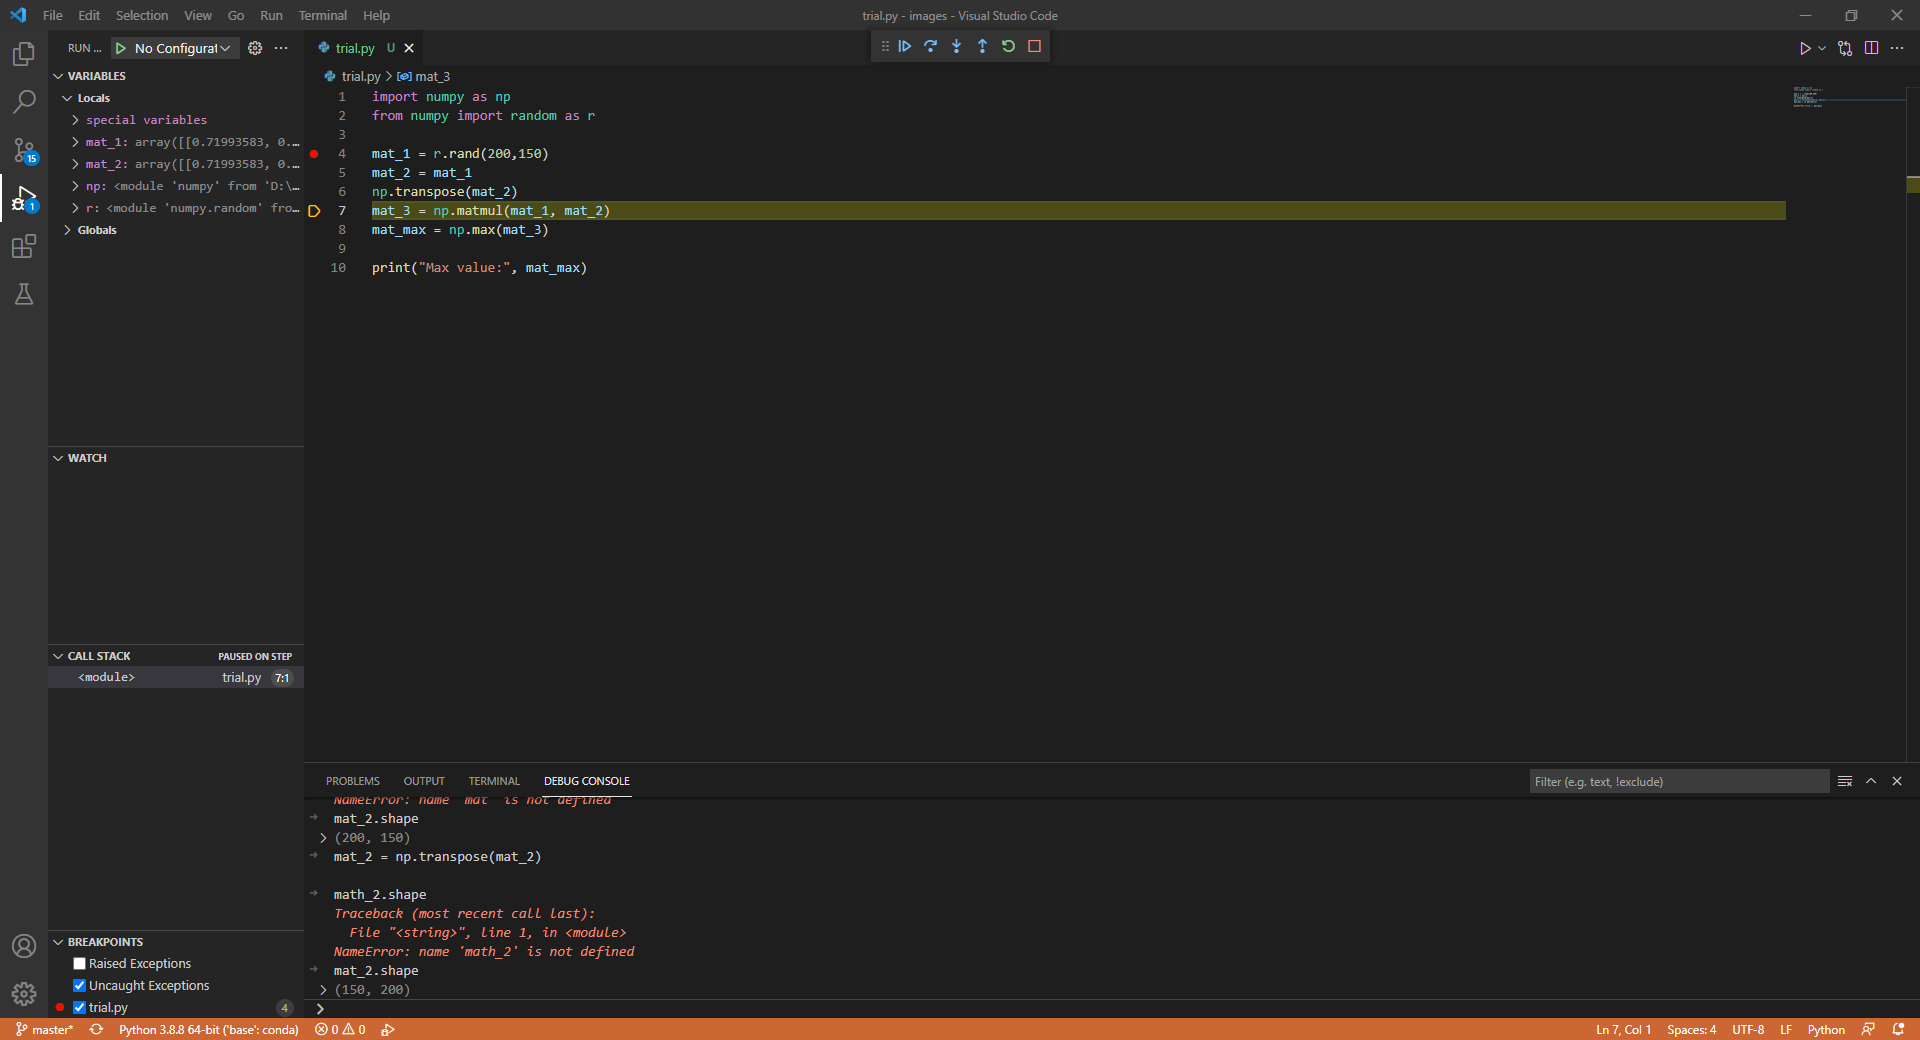 File Edit Selection View Go Run Terminal Help
trial.py - images - Visual Studio Code
RUN ...
No Configurat
trial.py U
VARIABLES
Locals
special variables
mat_1: array([[0.71993583, 0....
mat_2: array([[0.71993583, 0....
np: <module 'numpy' from 'D:\...
r: <module 'numpy.random' fro...
Globals
15
1
trial.py > mat_3
1 import numpy as np
2 from numpy import random as r
3
4 mat_1 = r.rand(200,150)
5 mat_2 = mat_1
6 np.transpose(mat_2)
7 mat_3 = np.matmul(mat_1, mat_2)
8 mat_max = np.max(mat_3)
9
10 print("Max value:", mat_max)
WATCH
CALL STACK PAUSED ON STEP
<module> trial.py 7:1
BREAKPOINTS
Raised Exceptions
Uncaught Exceptions
trial.py 4
PROBLEMS OUTPUT TERMINAL DEBUG CONSOLE
Filter (e.g. text, !exclude)
NameError: name 'mat' is not defined
mat_2.shape
(200, 150)
mat_2 = np.transpose(mat_2)
math_2.shape
Traceback (most recent call last):
File "<string>", line 1, in <module>
NameError: name 'math_2' is not defined
mat_2.shape
(150, 200)
master* Python 3.8.8 64-bit ('base': conda) 0 0
Ln 7, Col 1 Spaces: 4 UTF-8 LF Python